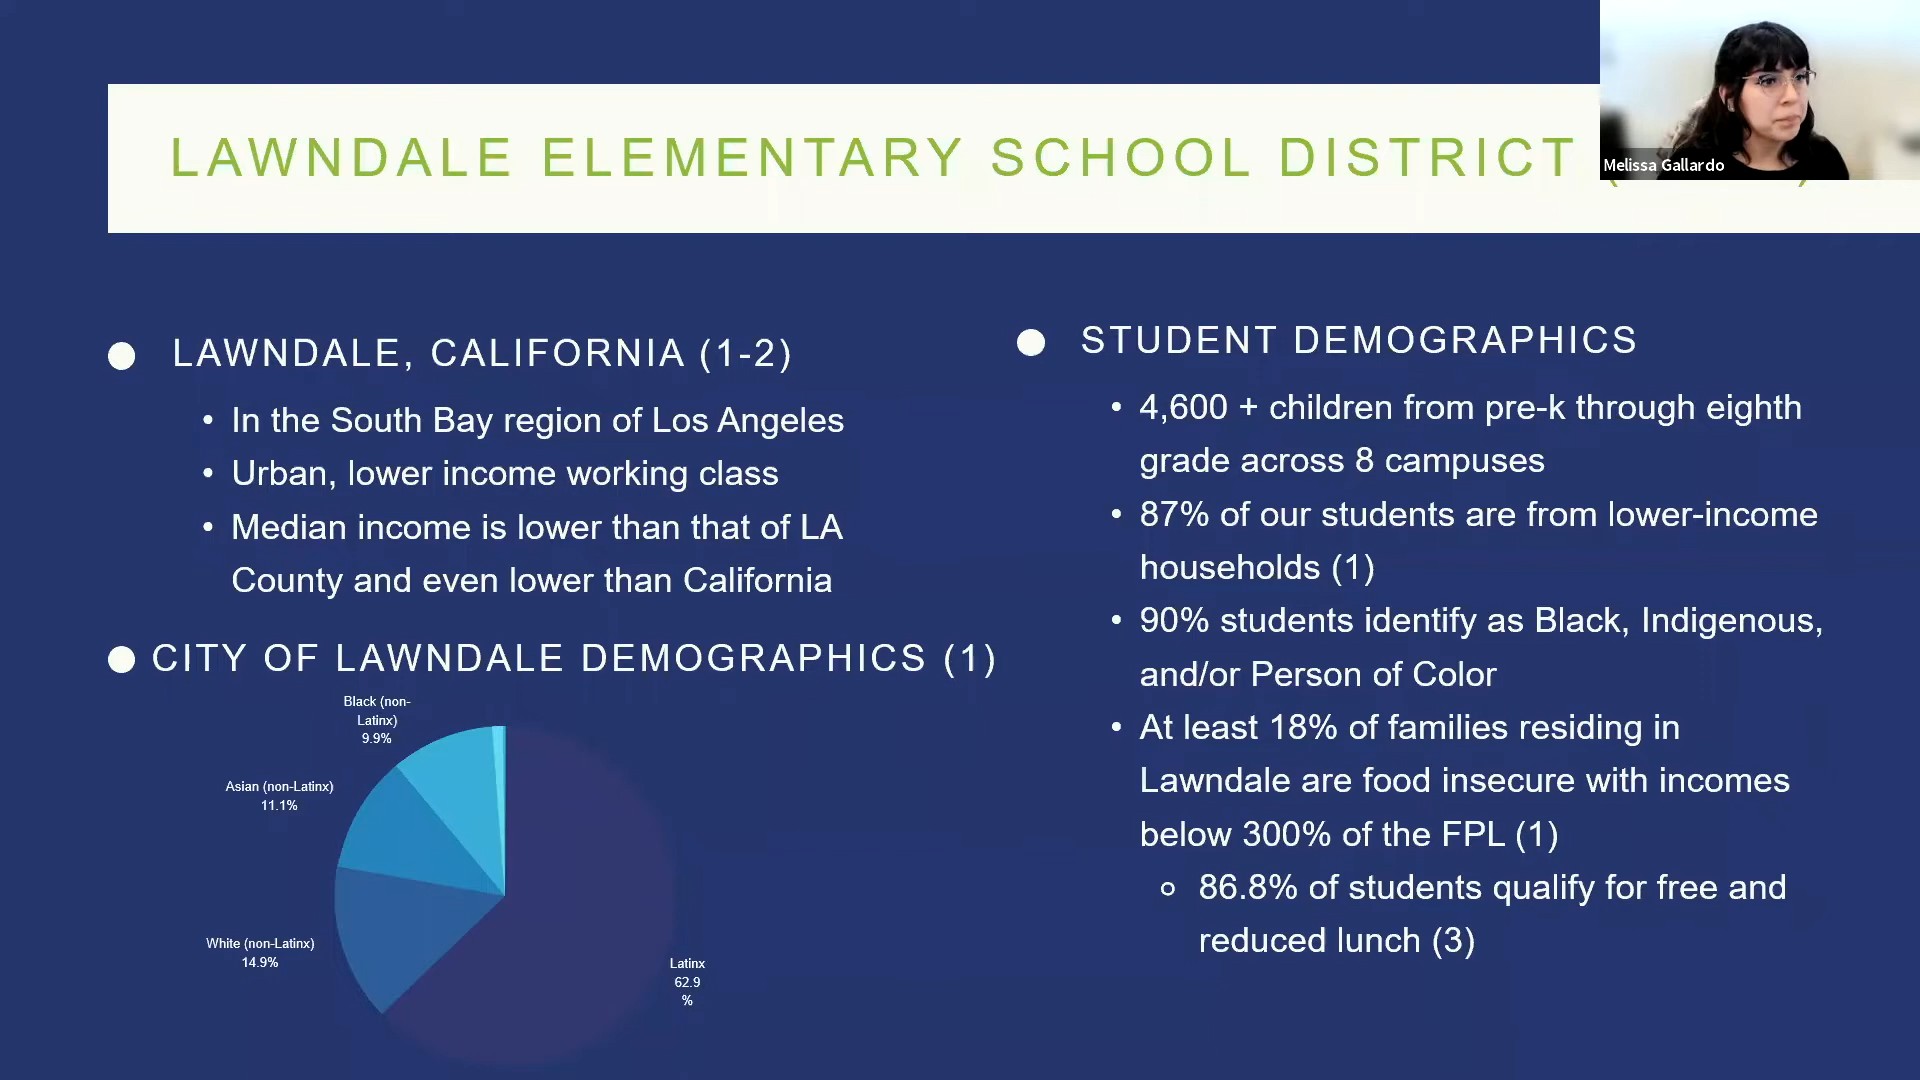 LAWNDALE ELEMENTARY SCHOOL DISTRICT
Melissa Gallardo
LAWNDALE, CALIFORNIA (1-2)
• In the South Bay region of Los Angeles
• Urban, lower income working class
• Median income is lower than that of LA
County and even lower than California
CITY OF LAWNDALE DEMOGRAPHICS (1)
Black (non-
Latinx)
9.9%
Asian (non-Latinx)
11.1%
White (non-Latinx)
14.9%
Latinx
62.9
%
STUDENT DEMOGRAPHICS
• 4,600 + children from pre-k through eighth
grade across 8 campuses
• 87% of our students are from lower-income
households (1)
• 90% students identify as Black, Indigenous,
and/or Person of Color
• At least 18% of families residing in
Lawndale are food insecure with incomes
below 300% of the FPL (1)
86.8% of students qualify for free and
reduced lunch (3)